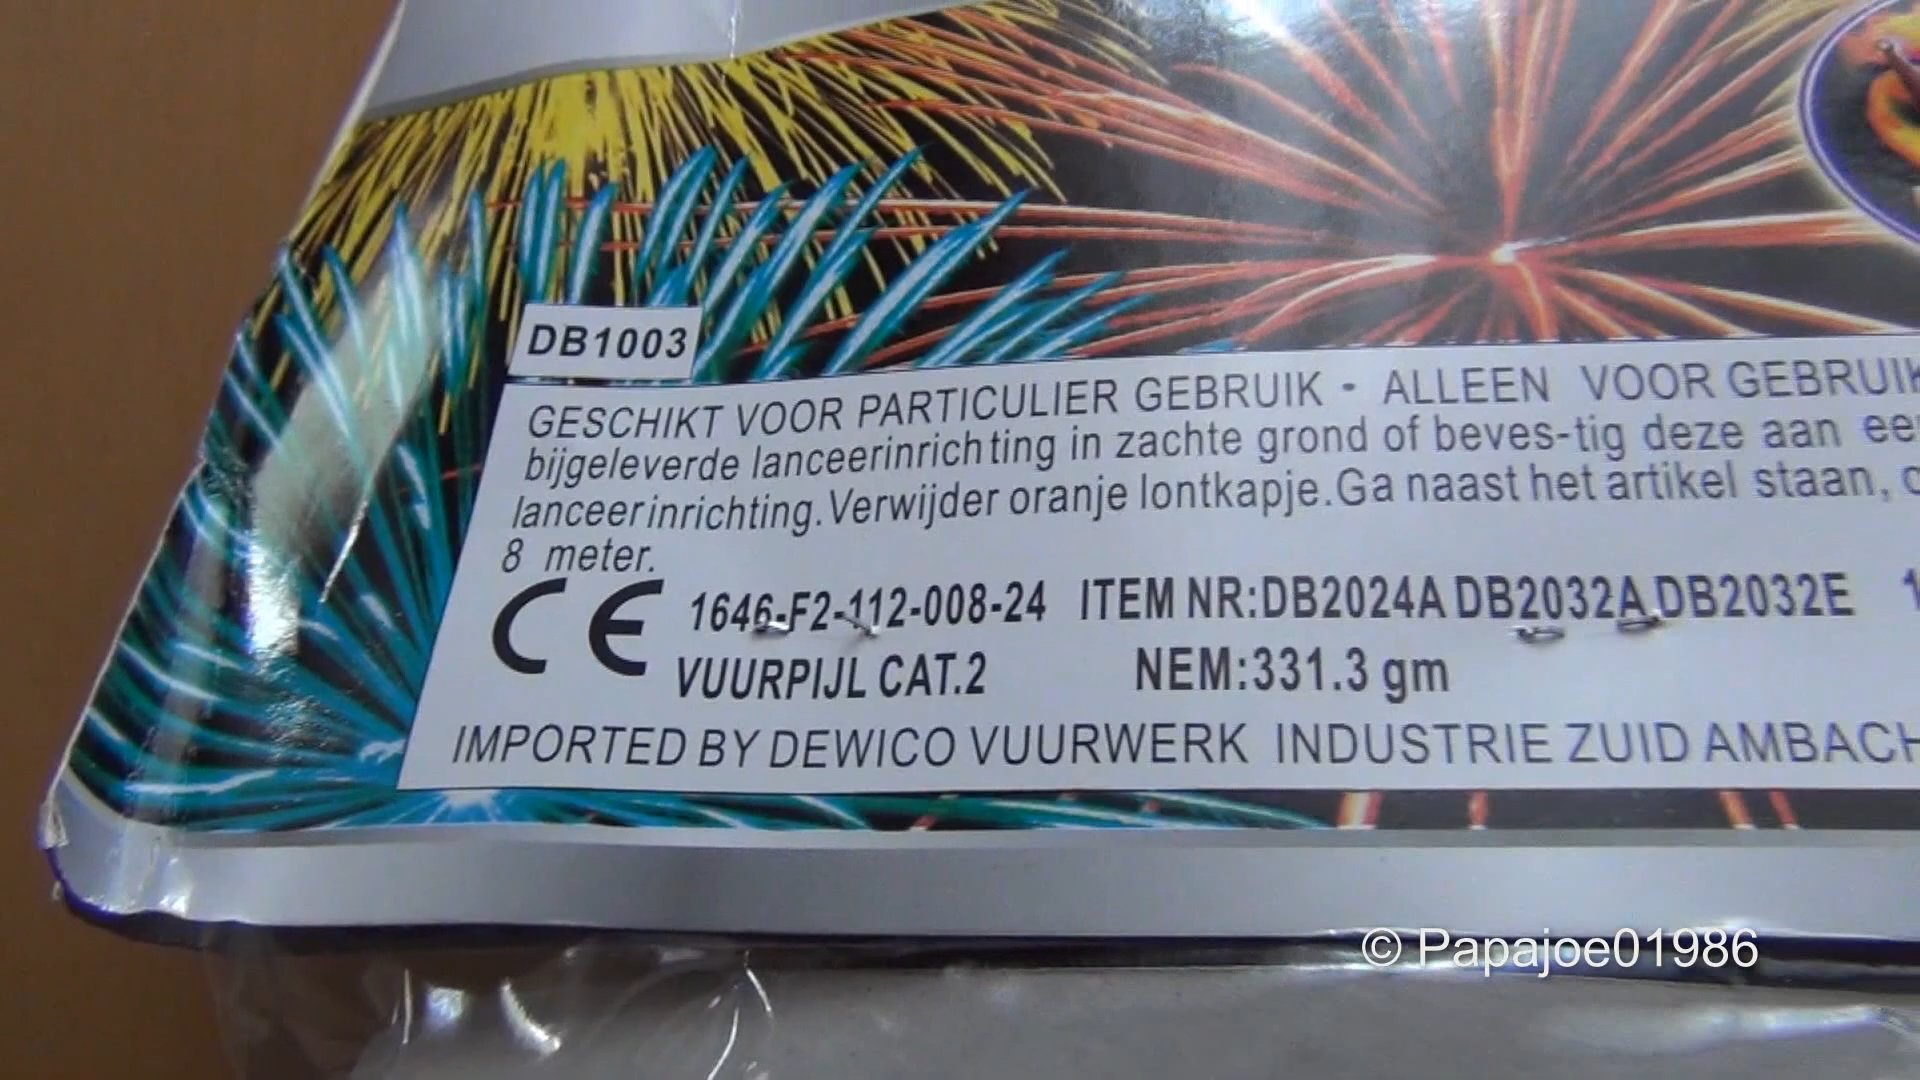 DB1003
GESCHIKT VOOR PARTICULIER GEBRUIK - ALLEEN VOOR GEBRUIK
bijgeleverde lanceerinrichting in zachte grond of beves-tig deze aan
lanceerinrichting.Verwijder oranje lontkapje.Ga naast het artikel staan,
8 meter.
CE 1646-F2-112-008-24 ITEM NR:DB2024A DB2032A DB2032E
VUURPIJL CAT.2 NEM:331.3 gm
IMPORTED BY DEWICO VUURWERK INDUSTRIE ZUID
© Papajoe01986